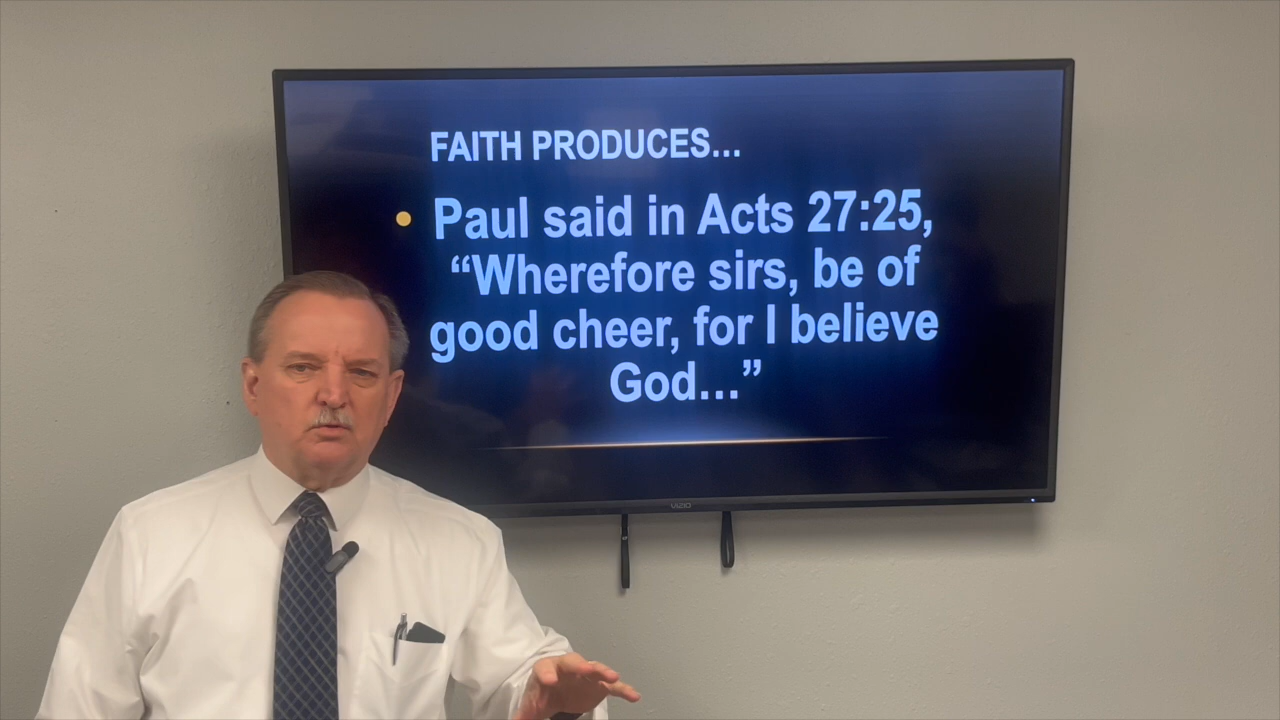 FAITH PRODUCES...
Paul said in Acts 27:25,
“Wherefore sirs, be of
good cheer, for I believe
God...”
VIZIO